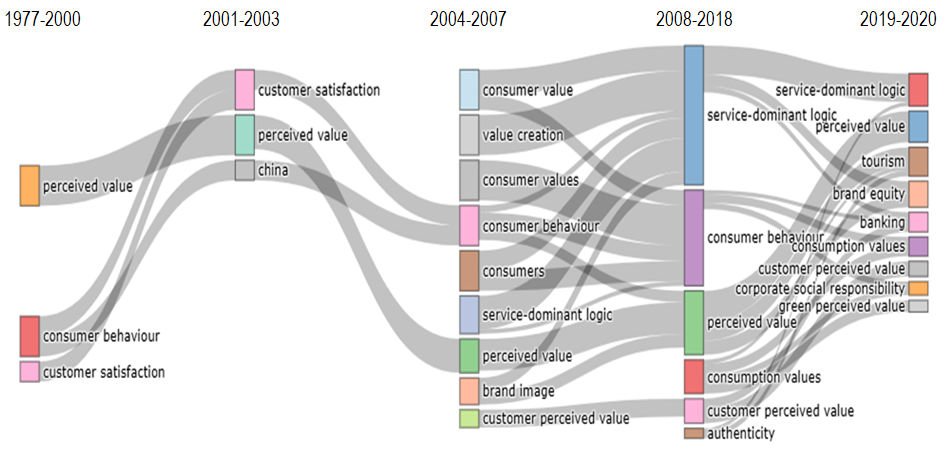 1977-2000
2001-2003
2004-2007
2008-2018
2019-2020
perceived value
consumer behaviour
customer satisfaction
customer satisfaction
perceived value
china
consumer value
value creation
consumer values
consumer behaviour
consumers
service-dominant logic
perceived value
brand image
customer perceived value
service-dominant logic
consumer behaviour
perceived value
consumption values
customer perceived value
authenticity
service-dominant logic
perceived value
tourism
brand equity
banking
consumption values
customer perceived value
corporate social responsibility
green perceived value